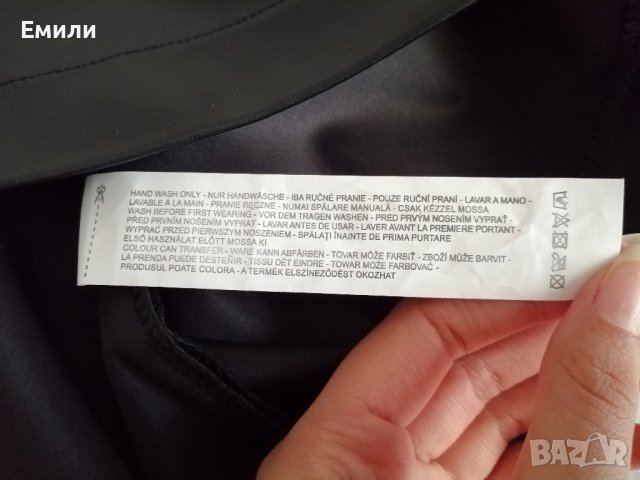 Емили
HAND WASH ONLY - NUR HANDWÄSCHE - IBA RUČNÉ PRANIE - POUZE RUČNÍ PRANÍ - LAVAR A MANO -
LAVABLE À LA MAIN - PRANIE RĘCZNE - NUMAI SPĂLARE MANUALĂ - CSAK KÉZZEL MOSSA
WASH BEFORE FIRST WEARING - VOR DEM TRAGEN WASHEN - PRED PRVÝM NOSENÍM VYPRAŤ -
PŘED PRVNÍM NOŠENÍM VYPRAT - LAVAR ANTES DE USAR - LAVER AVANT LA PREMIERE PORTANT -
WYPRAĆ PRZED PIERWSZYM NOSZENIEM - SPĂLAȚI ÎNAINTE DE PRIMA PURTARE
ELSŐ HASZNÁLAT ELŐTT MOSSA KI
COLOUR CAN TRANSFER - WARE KANN ABFÄRBEN - TOVAR MÔŽE FARBIŤ - ZBOŽÍ MŮŽE BARVIT -
LA PRENDA PUEDE DESTEÑIR - TISSU DÉT EINDRE - TOWAR MOŻE FARBOWAĆ -
PRODUSUL POATE COLORA - A TERMÉK ELSZÍNEZŐDÉST OKOZHAT
BAZAR